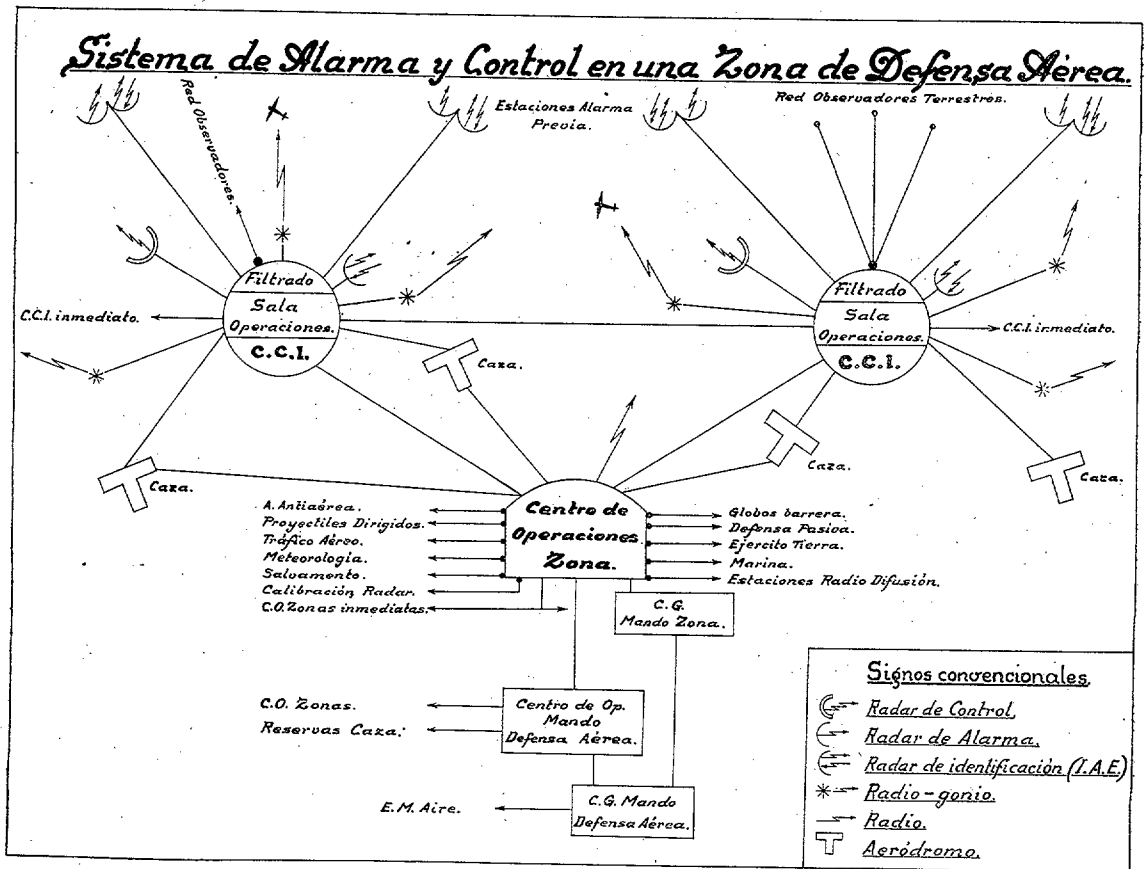 Sistema de Alarma y Control en una Zona de Defensa Aérea.
Red Observadores.
Estaciones Alarma
Previa.
Red Observadores Terrestros.
Filtrado
Sala
Operaciones.
C.C.I.
C.C.I. inmediato.
Filtrado
Sala
Operaciones.
C.C.I.
C.C.I. inmediato.
Caza.
Caza.
Caza.
Caza.
Centro de
Operaciones
Zona.
A. Antiaérea.
Proyectiles Dirigidos.
Tráfico Aéreo.
Meteorología.
Salvamento.
Calibración Radar.
C.O. Zonas inmediatas.
Globos barrera.
Defensa Pasiva.
Ejercito Tierra.
Marina.
Estaciones Radio Difusión.
C.G.
Mando Zona.
C.O. Zonas.
Reservas Caza.
Centro de Op.
Mando
Defensa Aérea.
E.M. Aire.
C.G. Mando
Defensa Aérea.
Signos convencionales.
Radar de Control.
Radar de Alarma.
Radar de identificación (I.A.E.)
Radio-gonio.
Radio.
Aeródromo.